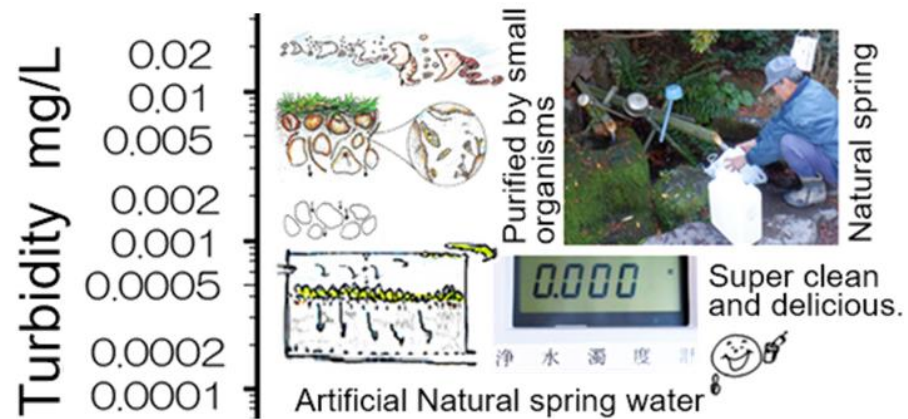 Turbidity mg/L
0.02
0.01
0.005
0.002
0.001
0.0005
0.0002
0.0001
Purified by small
organisms
Natural spring
0.000
浄 水 濁 度 計
Super clean
and delicious.
Artificial Natural spring water